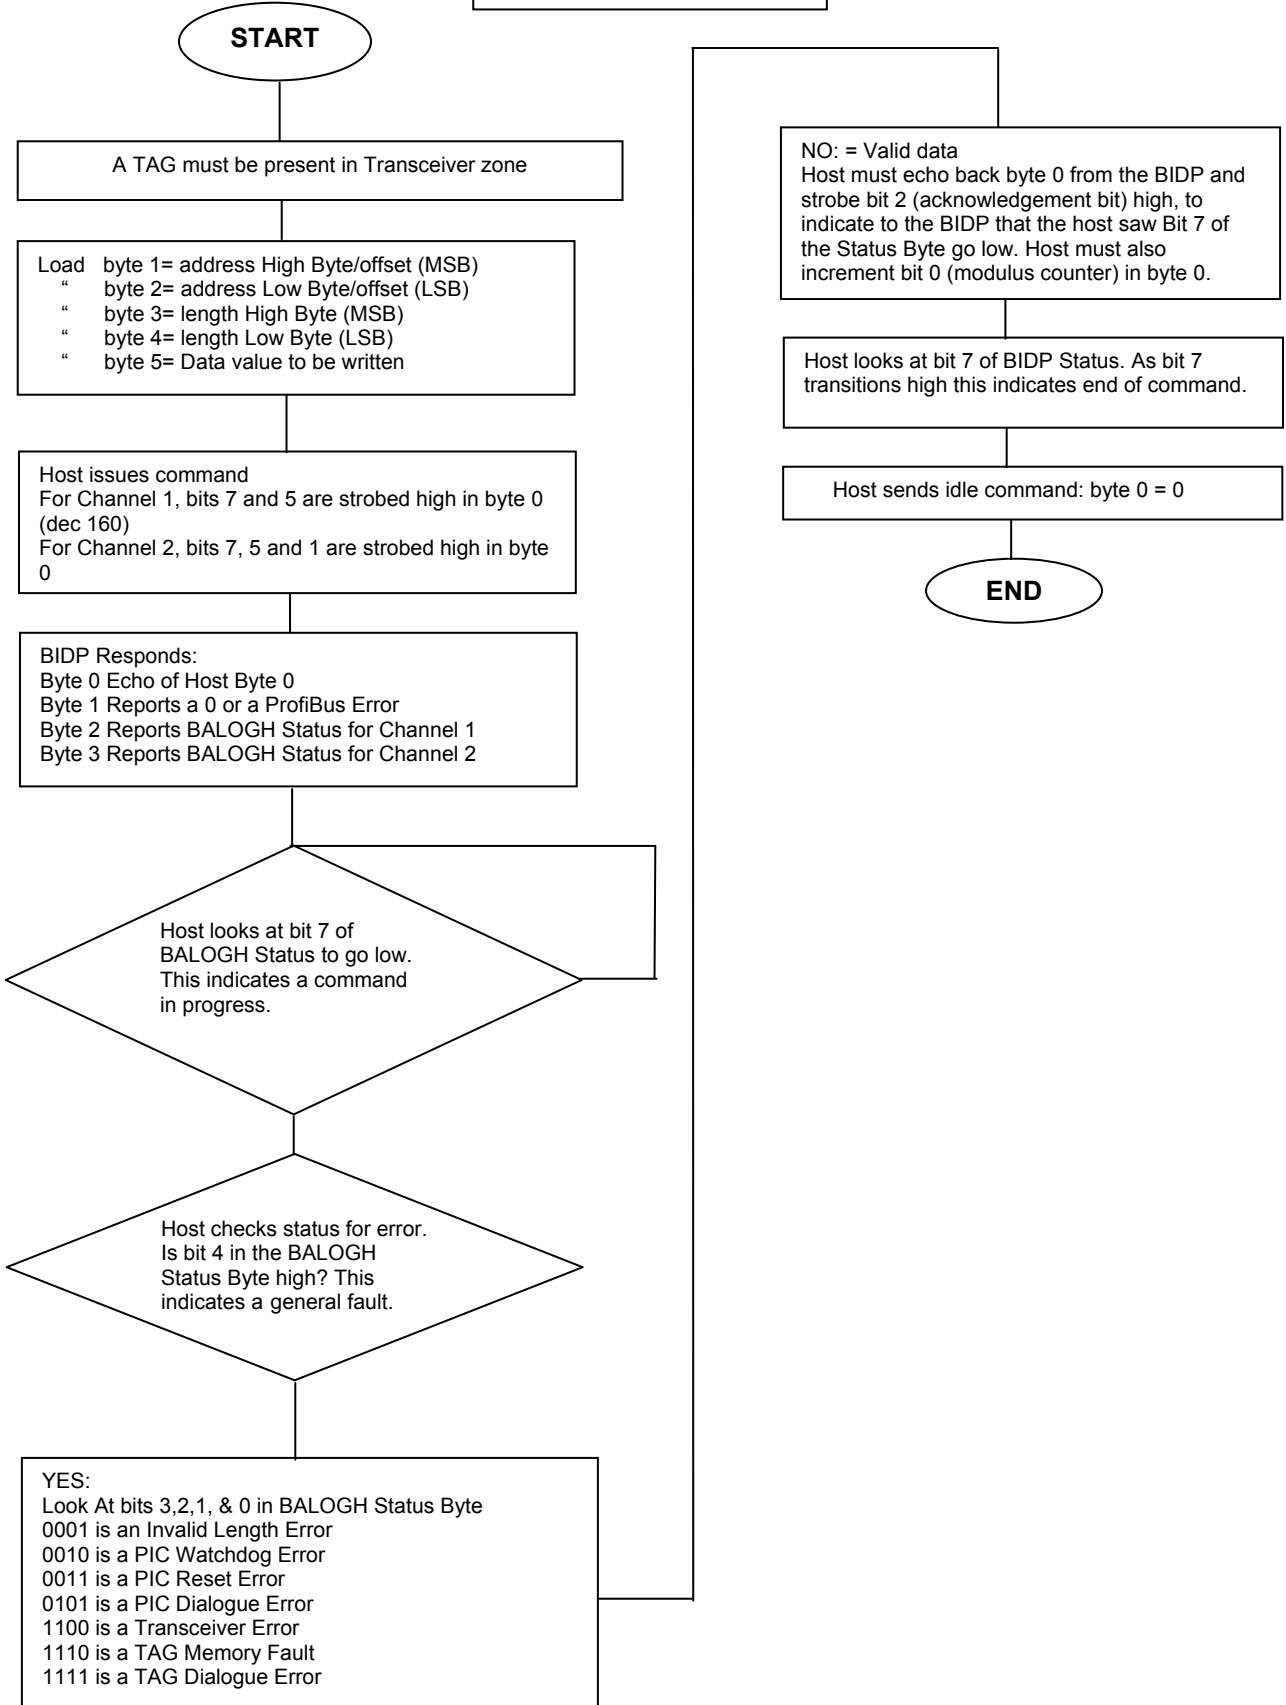 START
A TAG must be present in Transceiver zone
Load byte 1= address High Byte/offset (MSB)
“ byte 2= address Low Byte/offset (LSB)
“ byte 3= length High Byte (MSB)
“ byte 4= length Low Byte (LSB)
“ byte 5= Data value to be written
Host issues command
For Channel 1, bits 7 and 5 are strobed high in byte 0
(dec 160)
For Channel 2, bits 7, 5 and 1 are strobed high in byte
0
BIDP Responds:
Byte 0 Echo of Host Byte 0
Byte 1 Reports a 0 or a ProfiBus Error
Byte 2 Reports BALOGH Status for Channel 1
Byte 3 Reports BALOGH Status for Channel 2
Host looks at bit 7 of
BALOGH Status to go low.
This indicates a command
in progress.
Host checks status for error.
Is bit 4 in the BALOGH
Status Byte high? This
indicates a general fault.
YES:
Look At bits 3,2,1, & 0 in BALOGH Status Byte
0001 is an Invalid Length Error
0010 is a PIC Watchdog Error
0011 is a PIC Reset Error
0101 is a PIC Dialogue Error
1100 is a Transceiver Error
1110 is a TAG Memory Fault
1111 is a TAG Dialogue Error
NO: = Valid data
Host must echo back byte 0 from the BIDP and
strobe bit 2 (acknowledgement bit) high, to
indicate to the BIDP that the host saw Bit 7 of
the Status Byte go low. Host must also
increment bit 0 (modulus counter) in byte 0.
Host looks at bit 7 of BIDP Status. As bit 7
transitions high this indicates end of command.
Host sends idle command: byte 0 = 0
END